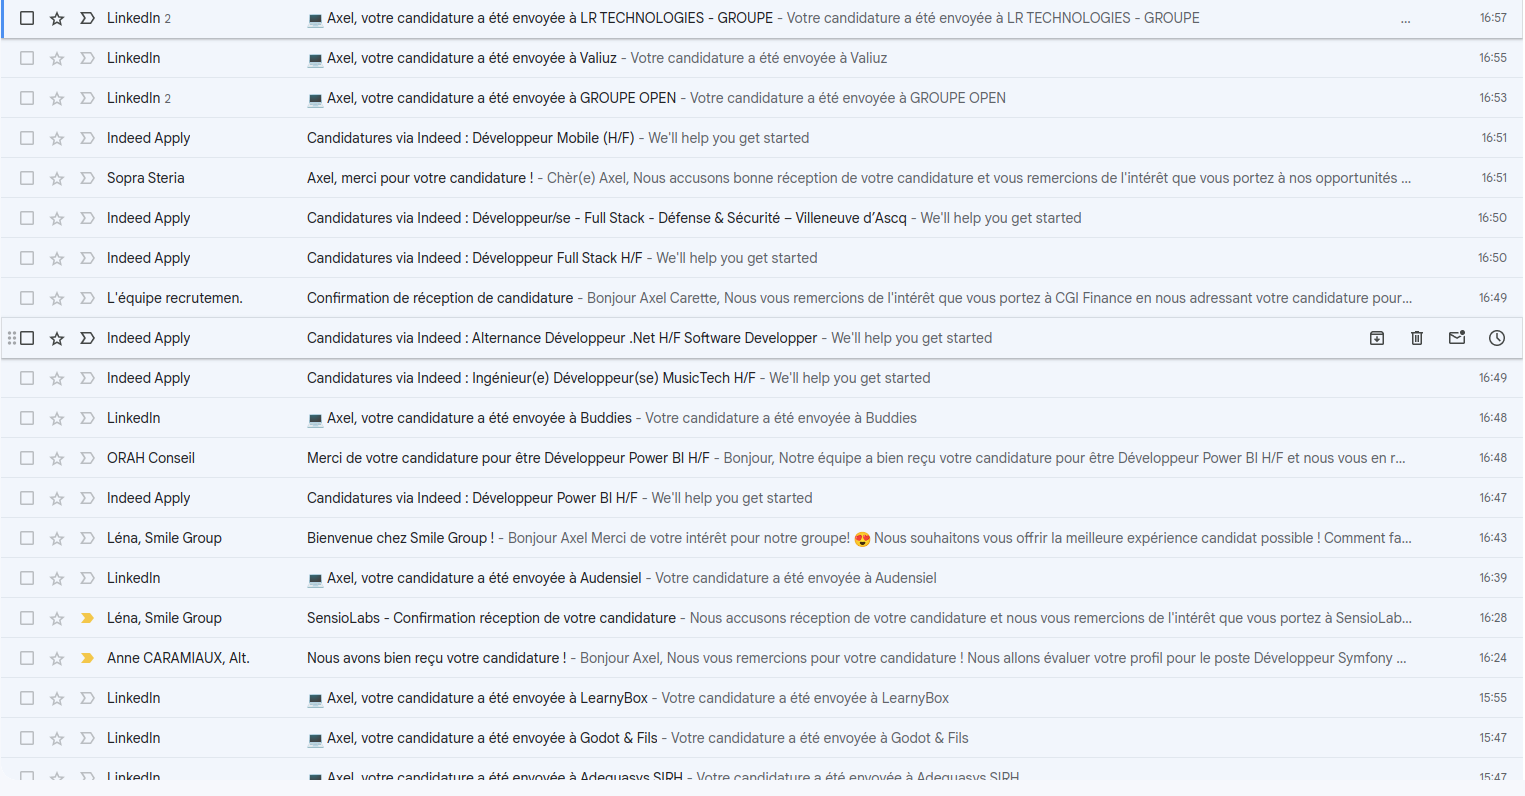 LinkedIn 2 💻 Axel, votre candidature a été envoyée à LR TECHNOLOGIES - GROUPE - Votre candidature a été envoyée à LR TECHNOLOGIES - GROUPE ... 16:57
LinkedIn 💻 Axel, votre candidature a été envoyée à Valiuz - Votre candidature a été envoyée à Valiuz 16:55
LinkedIn 2 💻 Axel, votre candidature a été envoyée à GROUPE OPEN - Votre candidature a été envoyée à GROUPE OPEN 16:53
Indeed Apply Candidatures via Indeed : Développeur Mobile (H/F) - We'll help you get started 16:51
Sopra Steria Axel, merci pour votre candidature ! - Chèr(e) Axel, Nous accusons bonne réception de votre candidature et vous remercions de l'intérêt que vous portez à nos opportunités ... 16:51
Indeed Apply Candidatures via Indeed : Développeur/se - Full Stack - Défense & Sécurité – Villeneuve d’Ascq - We'll help you get started 16:50
Indeed Apply Candidatures via Indeed : Développeur Full Stack H/F - We'll help you get started 16:50
L'équipe recrutemen. Confirmation de réception de candidature - Bonjour Axel Carette, Nous vous remercions de l'intérêt que vous portez à CGI Finance en nous adressant votre candidature pour... 16:49
Indeed Apply Candidatures via Indeed : Alternance Développeur .Net H/F Software Developper - We'll help you get started
Indeed Apply Candidatures via Indeed : Ingénieur(e) Développeur(se) MusicTech H/F - We'll help you get started 16:49
LinkedIn 💻 Axel, votre candidature a été envoyée à Buddies - Votre candidature a été envoyée à Buddies 16:48
ORAH Conseil Merci de votre candidature pour être Développeur Power BI H/F - Bonjour, Notre équipe a bien reçu votre candidature pour être Développeur Power BI H/F et nous vous en r... 16:48
Indeed Apply Candidatures via Indeed : Développeur Power BI H/F - We'll help you get started 16:47
Léna, Smile Group Bienvenue chez Smile Group ! - Bonjour Axel Merci de votre intérêt pour notre groupe! 😍 Nous souhaitons vous offrir la meilleure expérience candidat possible ! Comment fa... 16:43
LinkedIn 💻 Axel, votre candidature a été envoyée à Audensiel - Votre candidature a été envoyée à Audensiel 16:39
Léna, Smile Group SensioLabs - Confirmation réception de votre candidature - Nous accusons réception de votre candidature et nous vous remercions de l'intérêt que vous portez à SensioLab... 16:28
Anne CARAMIAUX, Alt. Nous avons bien reçu votre candidature ! - Bonjour Axel, Nous vous remercions pour votre candidature ! Nous allons évaluer votre profil pour le poste Développeur Symfony ... 16:24
LinkedIn 💻 Axel, votre candidature a été envoyée à LearnyBox - Votre candidature a été envoyée à LearnyBox 15:55
LinkedIn 💻 Axel, votre candidature a été envoyée à Godot & Fils - Votre candidature a été envoyée à Godot & Fils 15:47
LinkedIn 💻 Axel, votre candidature a été envoyée à Adequasys SIRH - Votre candidature a été envoyée à Adequasys SIRH 15:47